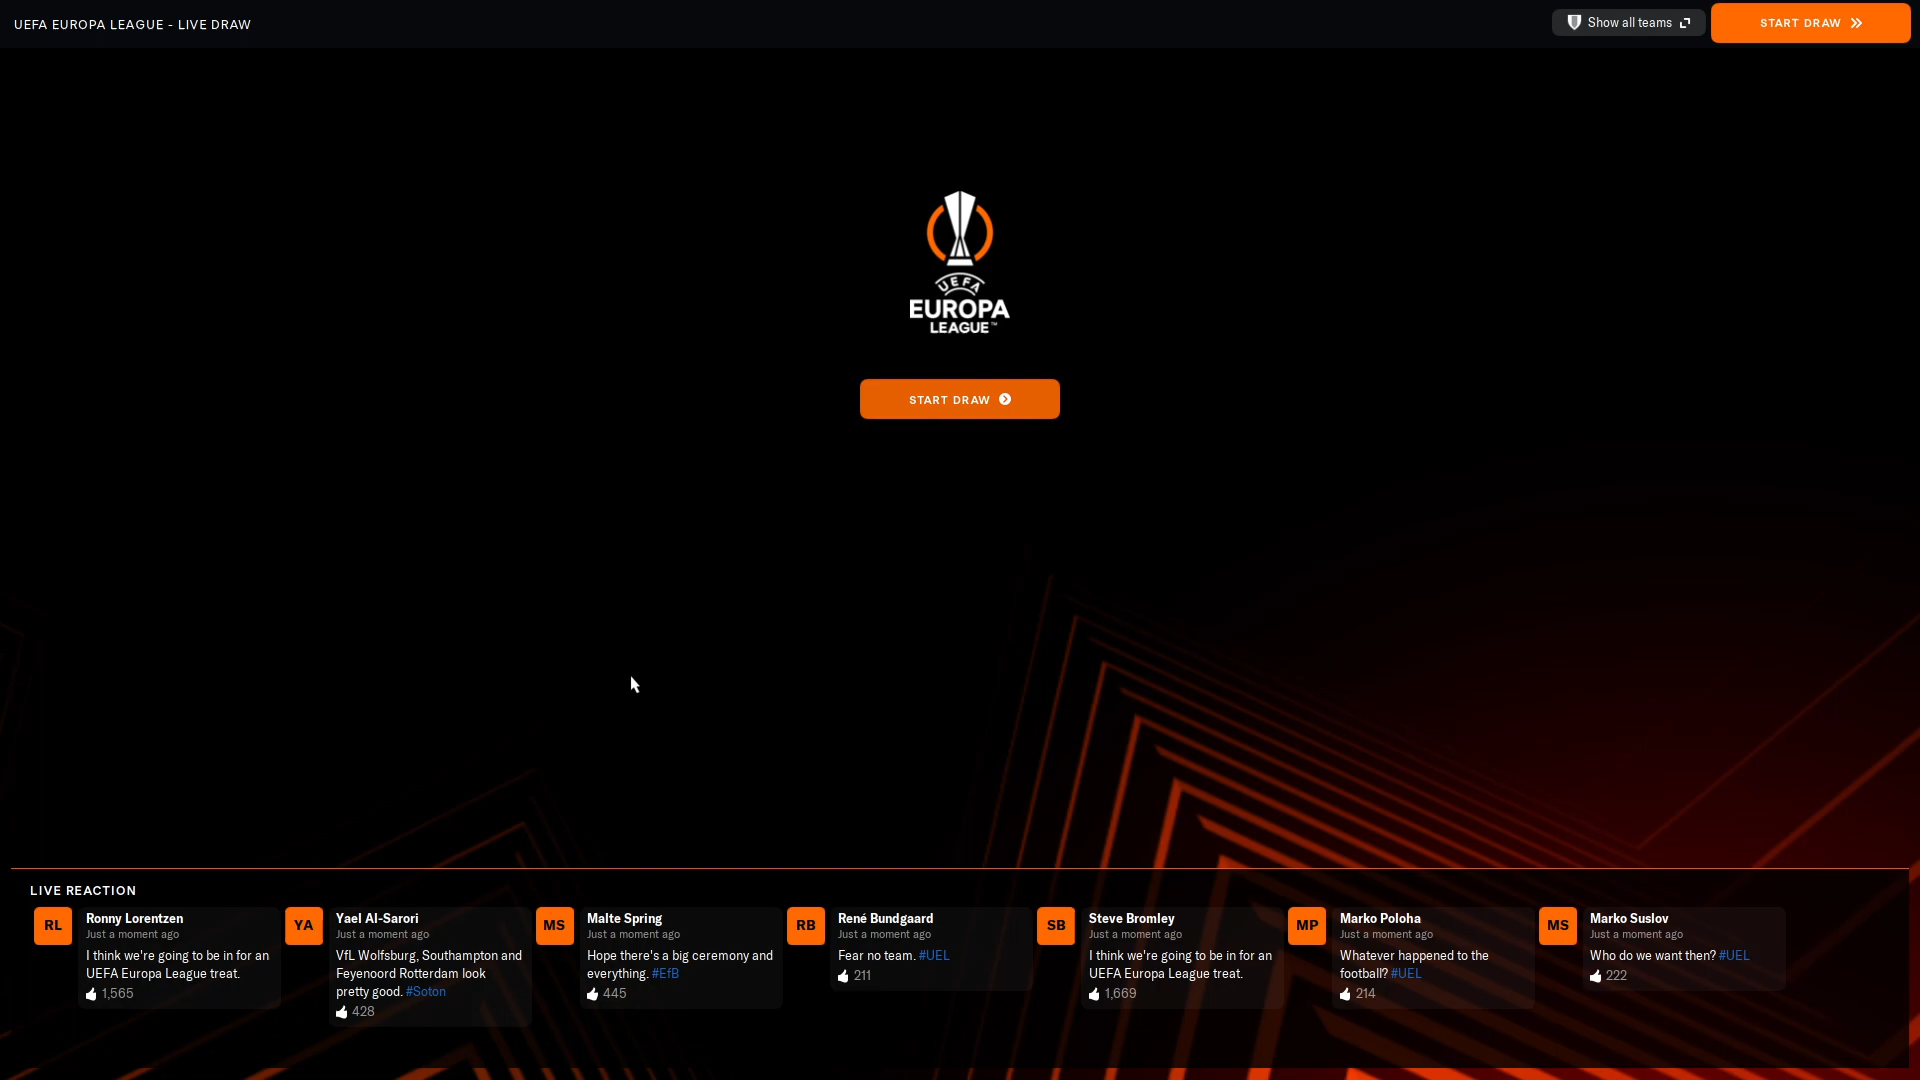 UEFA EUROPA LEAGUE - LIVE DRAW
Show all teams
START DRAW
UEFA
EUROPA
LEAGUE™
START DRAW
LIVE REACTION
RL
Ronny Lorentzen
Just a moment ago
I think we're going to be in for an
UEFA Europa League treat.
1,565
YA
Yael Al-Sarori
Just a moment ago
VfL Wolfsburg, Southampton and
Feyenoord Rotterdam look
pretty good. #Soton
428
MS
Malte Spring
Just a moment ago
Hope there's a big ceremony and
everything. #EfB
445
RB
René Bundgaard
Just a moment ago
Fear no team. #UEL
211
SB
Steve Bromley
Just a moment ago
I think we're going to be in for an
UEFA Europa League treat.
1,669
MP
Marko Poloha
Just a moment ago
Whatever happened to the
football? #UEL
214
MS
Marko Suslov
Just a moment ago
Who do we want then? #UEL
222